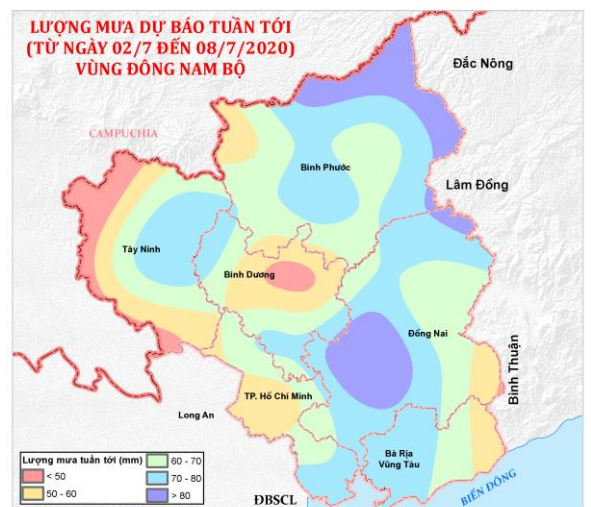 LƯỢNG MƯA DỰ BÁO TUẦN TỚI
(TỪ NGÀY 02/7 ĐẾN 08/7/2020)
VÙNG ĐÔNG NAM BỘ
Đắc Nông
CAMPUCHIA
Bình Phước
Lâm Đồng
Tây Ninh
Bình Dương
Đồng Nai
Bình Thuận
TP. Hồ Chí Minh
Long An
Bà Rịa
Vũng Tàu
Lượng mưa tuần tới (mm)
< 50
50 - 60
60 - 70
70 - 80
> 80
ĐBSCL
BIỂN ĐÔNG